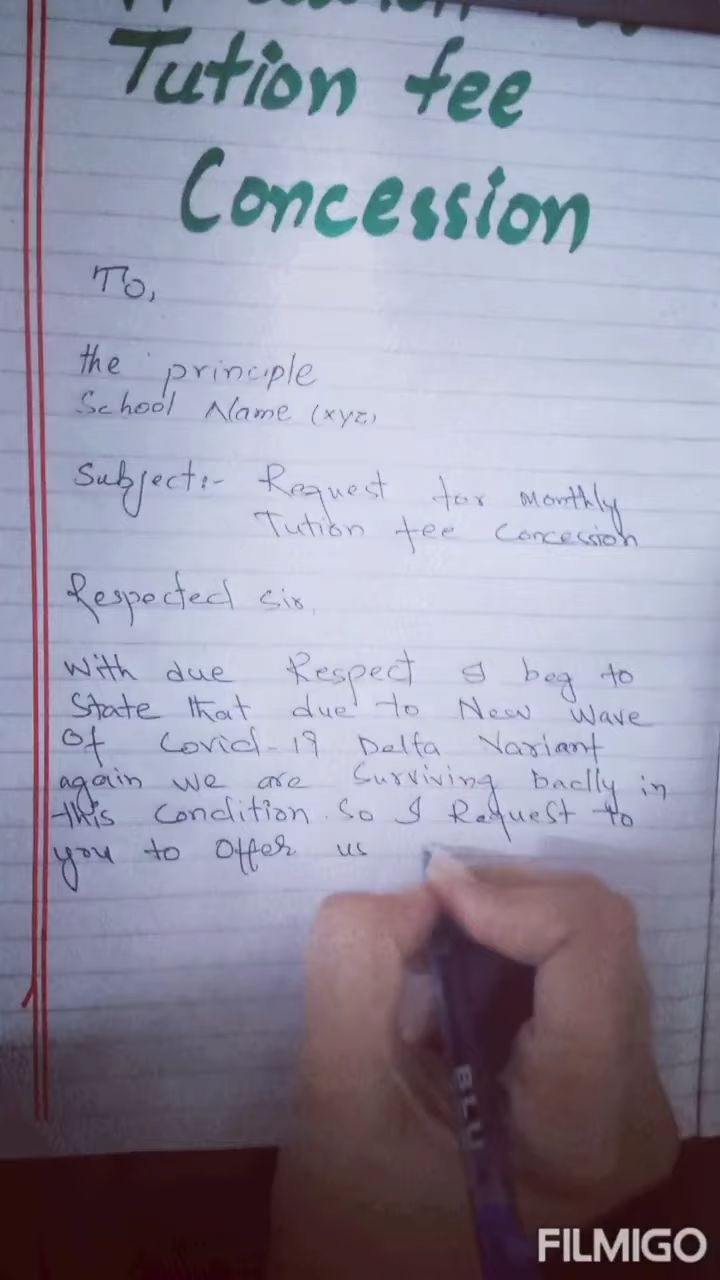 Tution fee
Concession
To,
the principle
School Name (xyz)
Subject:- Request for monthly
Tution fee Concession
Respected sir,
With due Respect I beg to
State that due to New Wave
Of Covid-19 Delta Variant
again we are Surviving badly in
this Condition. So I Request to
you to Offer us
BLU
FILMIGO